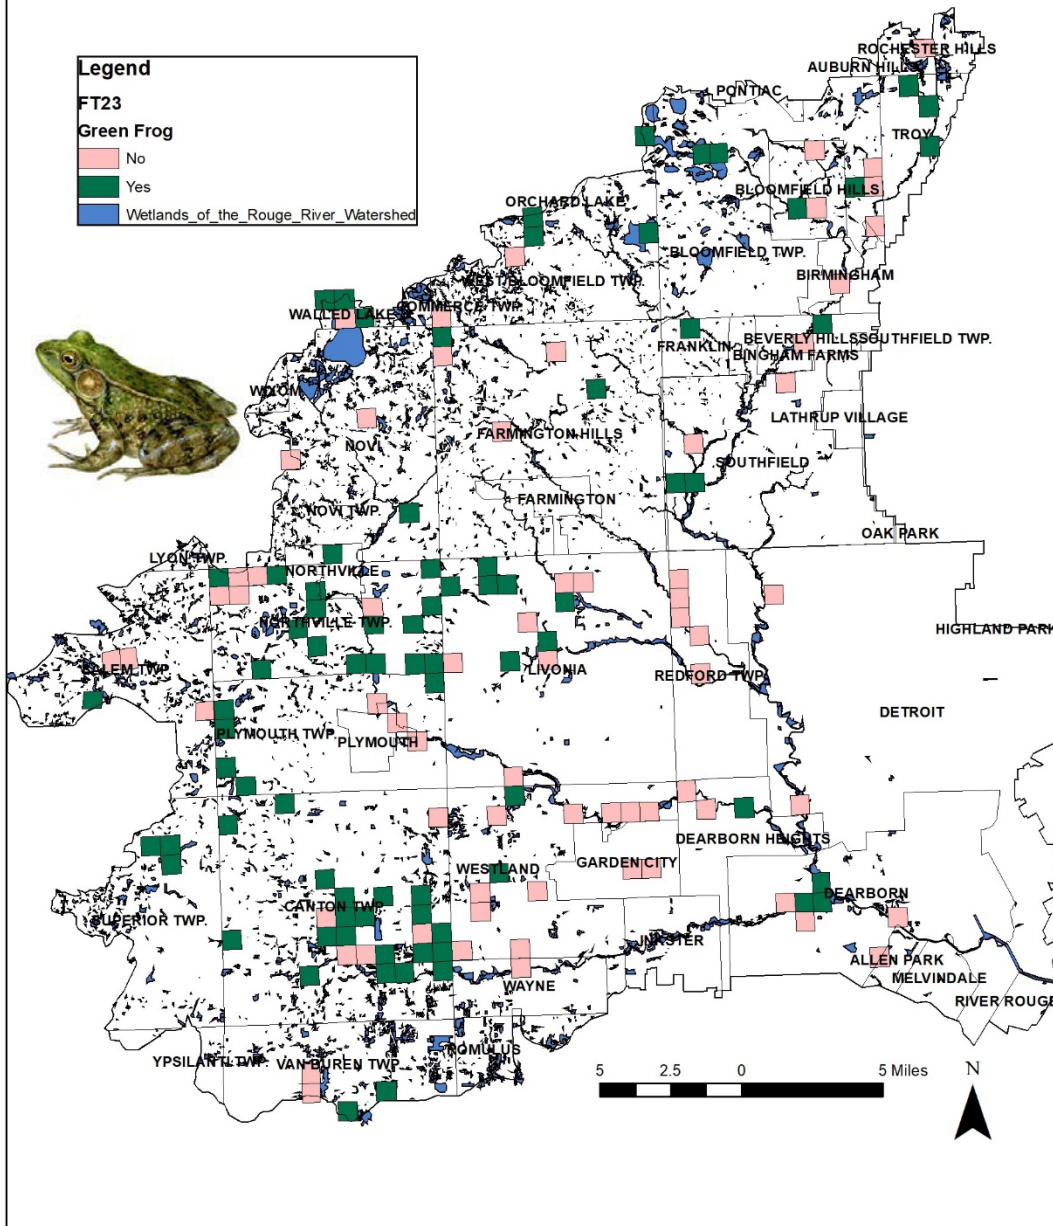 Legend
FT23
Green Frog
No
Yes
Wetlands_of_the_Rouge_River_Watershed
ROCHESTER HILLS
AUBURN HILLS
PONTIAC
TROY
BLOOMFIELD HILLS
ORCHARD LAKE
BLOOMFIELD TWP.
WEST BLOOMFIELD TWP.
BIRMINGHAM
COMMERCE TWP.
WALLED LAKE
BEVERLY HILLS
SOUTHFIELD TWP.
FRANKLIN
BINGHAM FARMS
WIXOM
LATHRUP VILLAGE
NOVI
FARMINGTON HILLS
SOUTHFIELD
FARMINGTON
NOVI TWP.
OAK PARK
LYON TWP.
NORTHVILLE
NORTHVILLE TWP.
HIGHLAND PARK
SALEM TWP.
LIVONIA
REDFORD TWP.
DETROIT
PLYMOUTH TWP.
PLYMOUTH
DEARBORN HEIGHTS
GARDEN CITY
WESTLAND
DEARBORN
CANTON TWP.
SUPERIOR TWP.
INKSTER
ALLEN PARK
MELVINDALE
WAYNE
RIVER ROUGE
ROMULUS
YPSILANTI TWP.
VAN BUREN TWP.
5 2.5 0 5 Miles
N